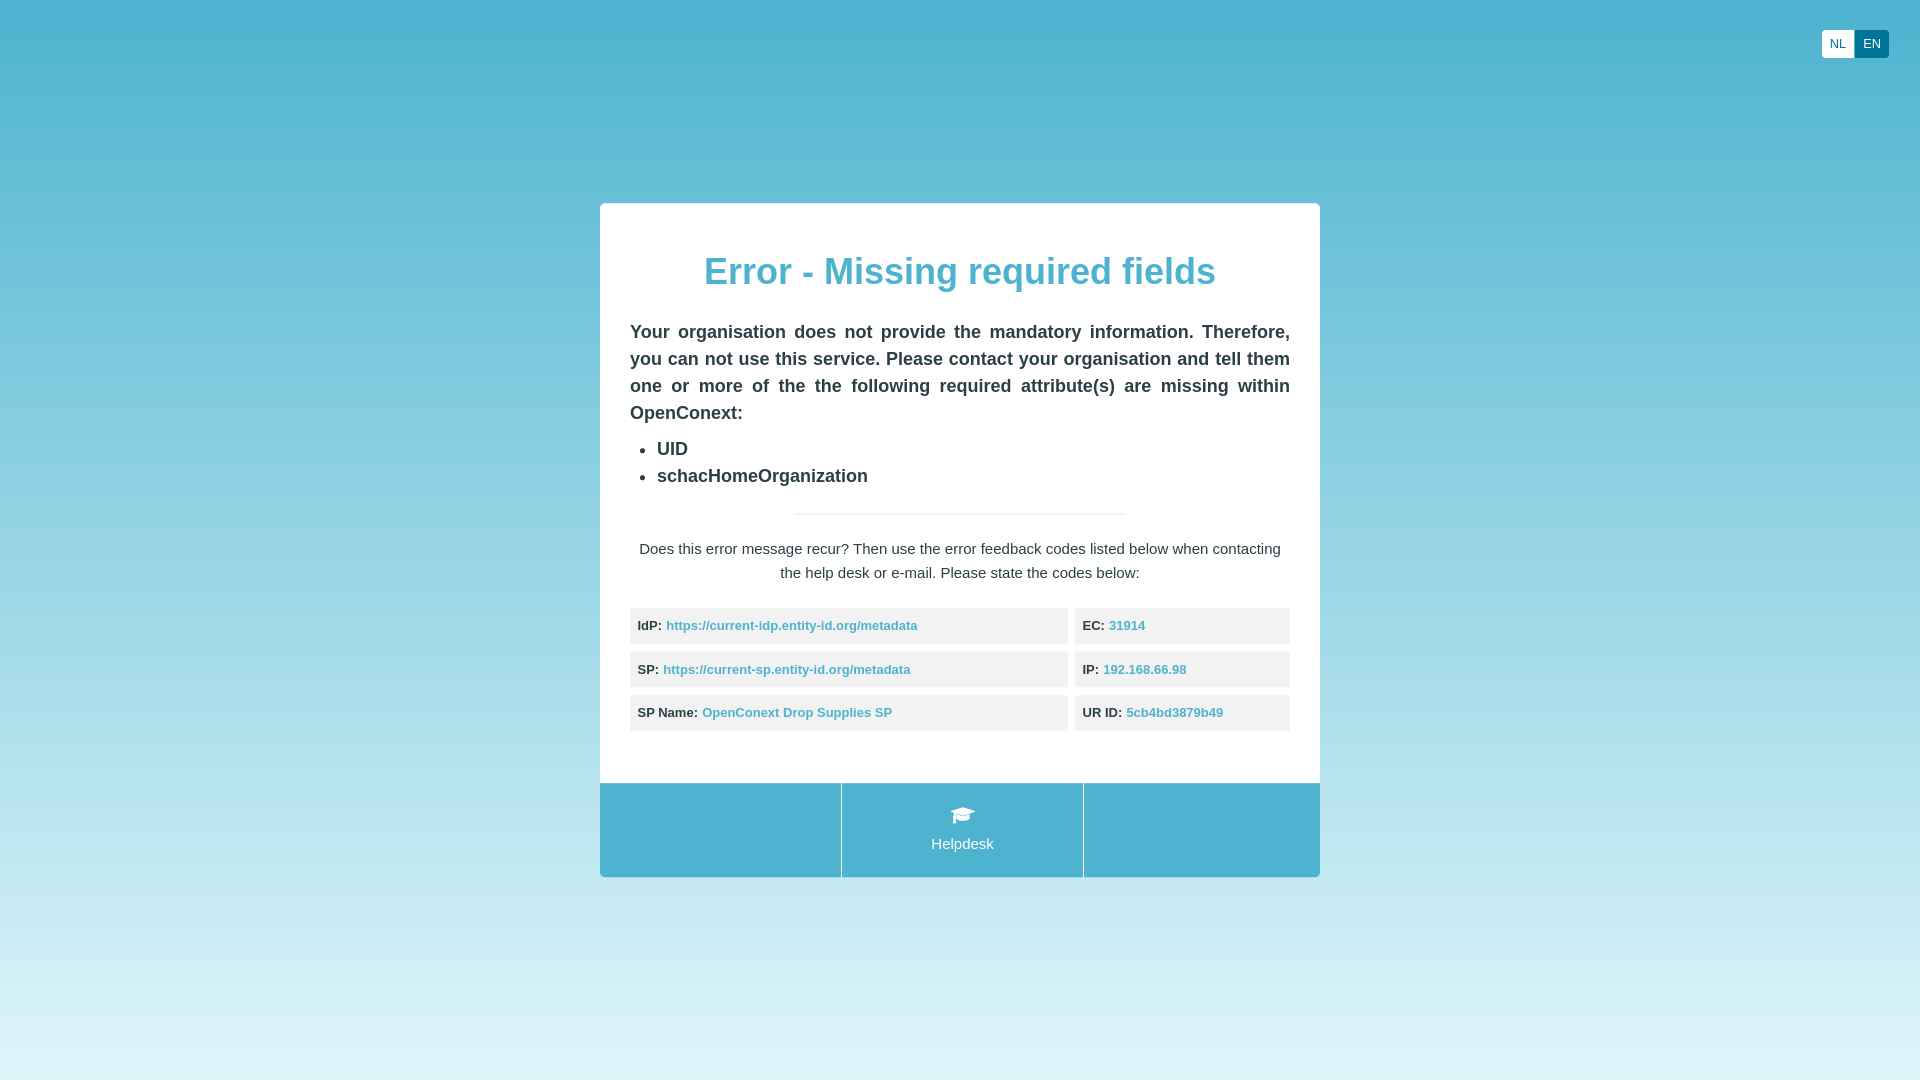 NL EN
Error - Missing required fields
Your organisation does not provide the mandatory information. Therefore,
you can not use this service. Please contact your organisation and tell them
one or more of the the following required attribute(s) are missing within
OpenConext:
• UID
• schacHomeOrganization
Does this error message recur? Then use the error feedback codes listed below when contacting
the help desk or e-mail. Please state the codes below:
IdP: https://current-idp.entity-id.org/metadata EC: 31914
SP: https://current-sp.entity-id.org/metadata IP: 192.168.66.98
SP Name: OpenConext Drop Supplies SP UR ID: 5cb4bd3879b49
Helpdesk